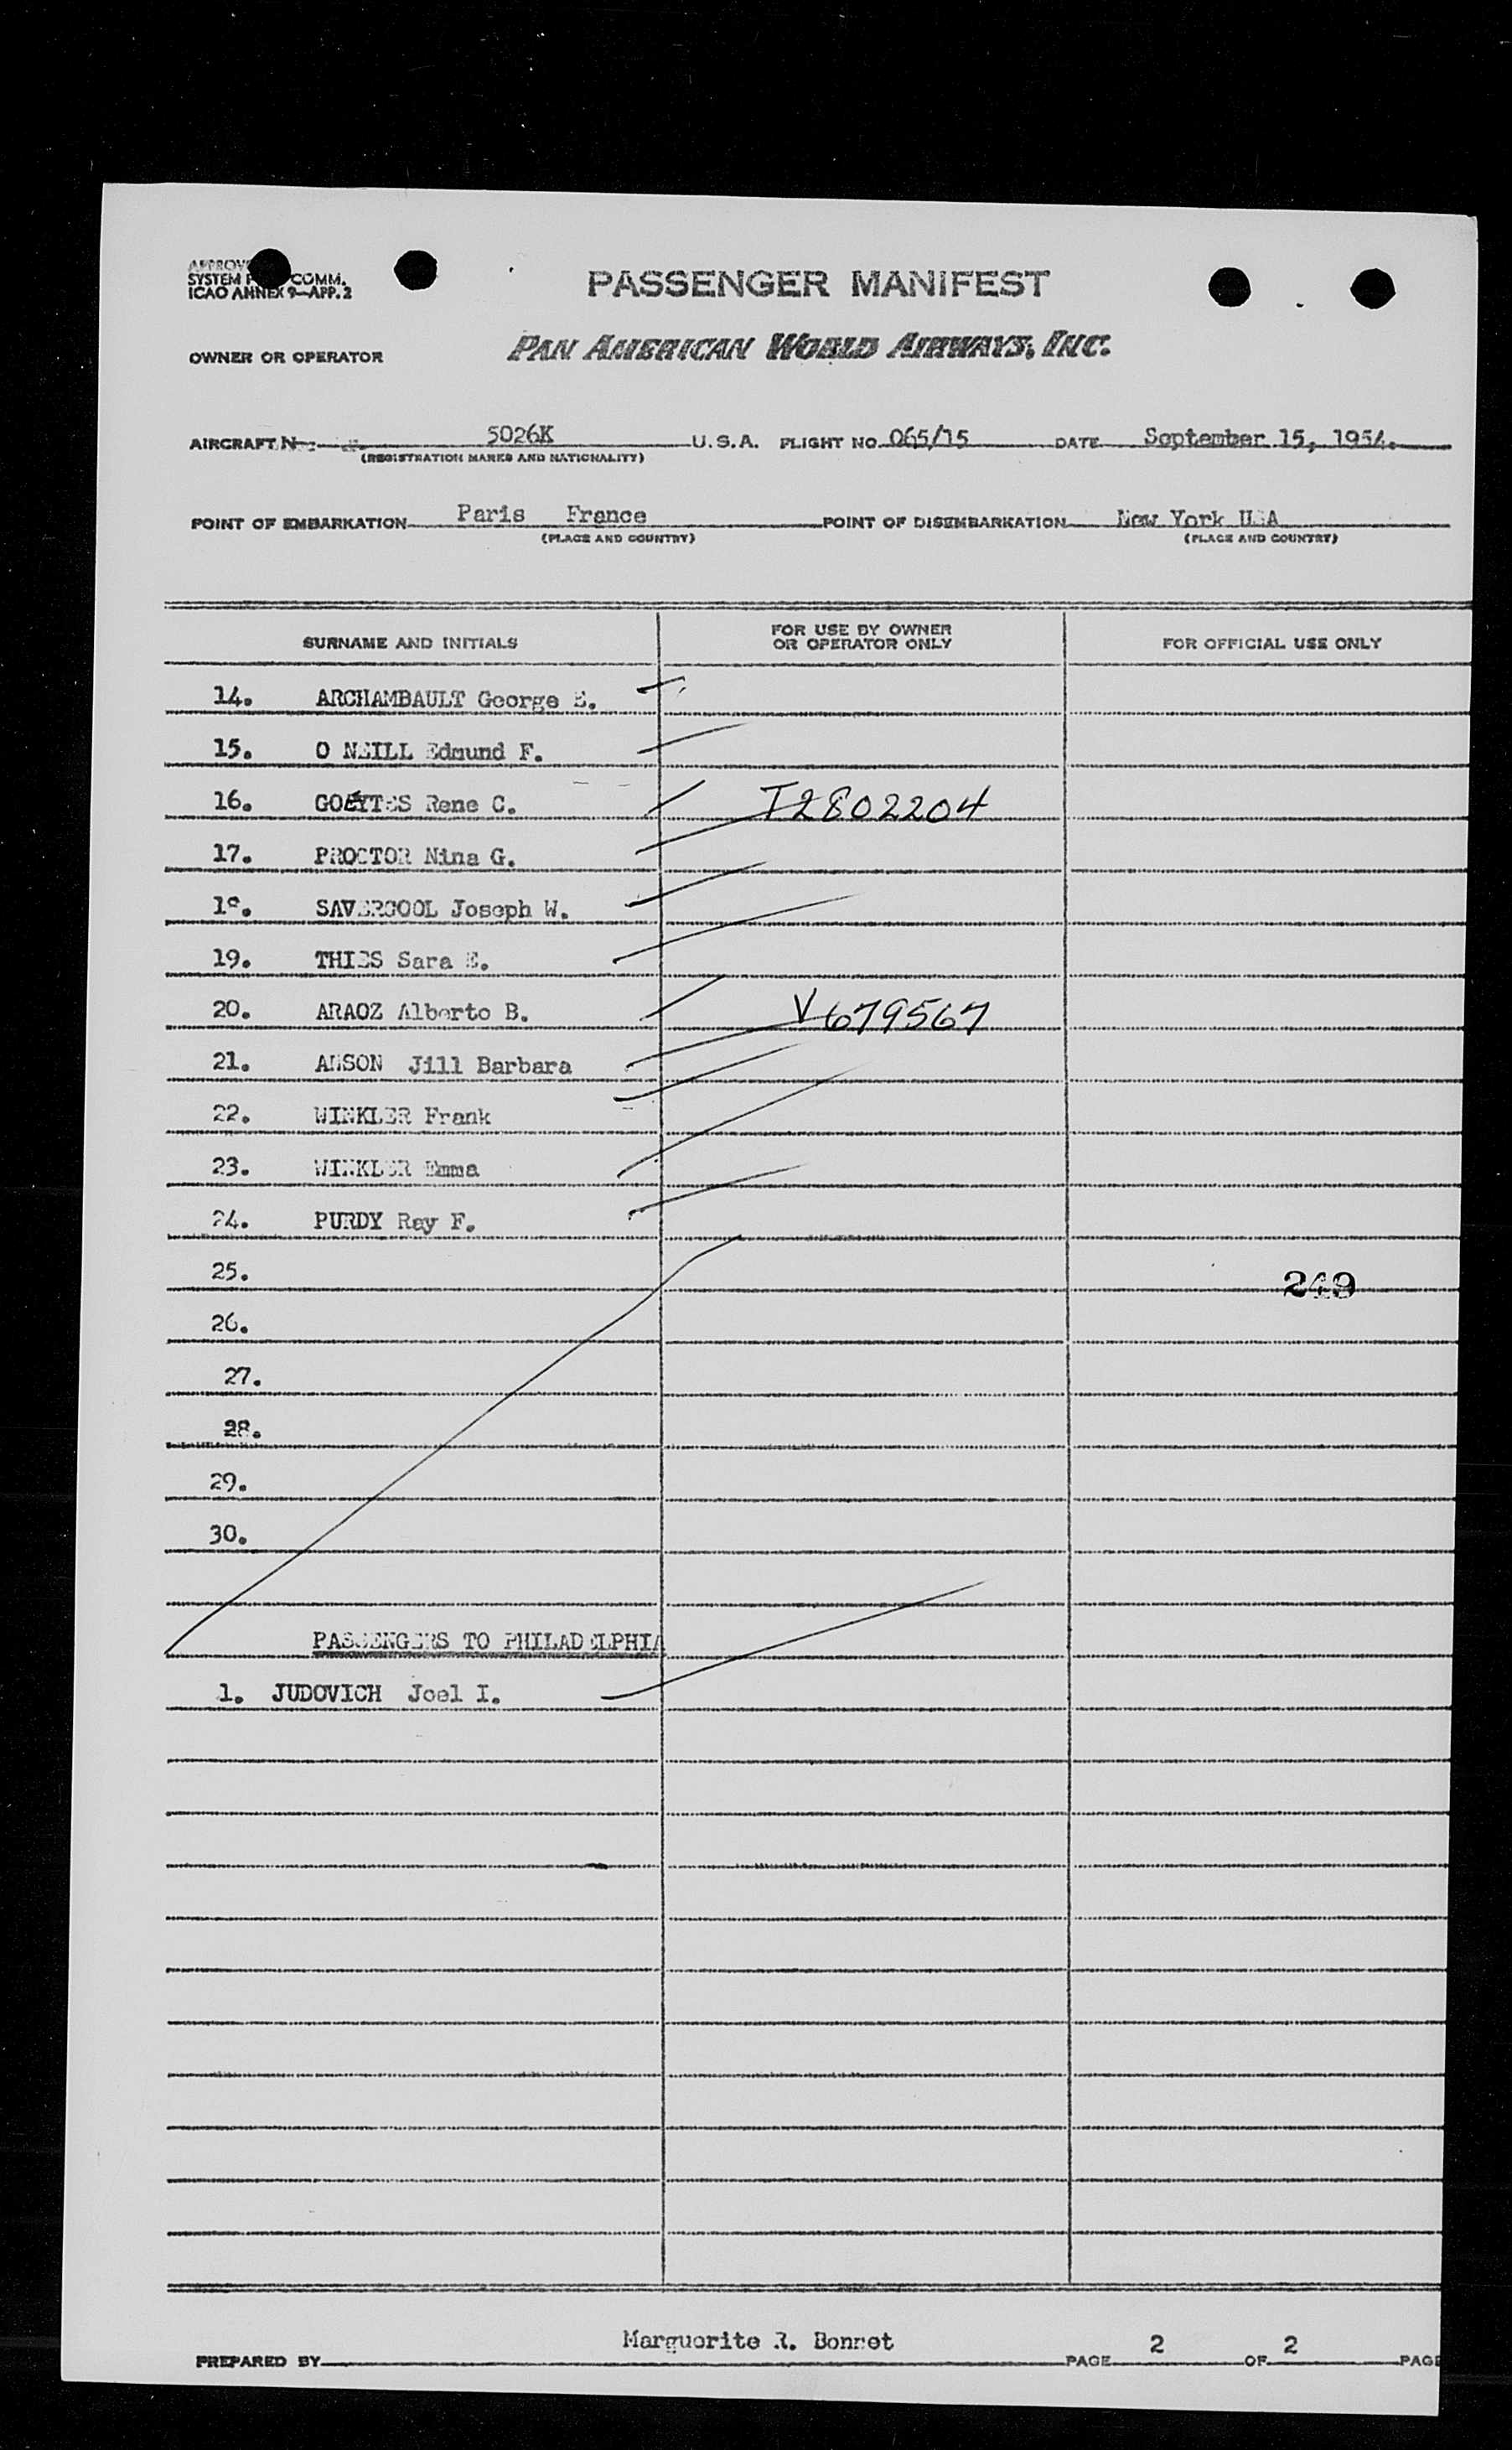 SYSTEM COMM.
ICAO ANNEX 9—APP. 2
PASSENGER MANIFEST
OWNER OR OPERATOR PAN AMERICAN WORLD AIRWAYS, INC.
AIRCRAFT N 5026K U.S.A. FLIGHT NO. 065/15 DATE September 15, 1954.
(REGISTRATION MARKS AND NATIONALITY)
POINT OF EMBARKATION Paris France POINT OF DISEMBARKATION New York USA
(PLACE AND COUNTRY) (PLACE AND COUNTRY)
SURNAME AND INITIALS FOR USE BY OWNER OR OPERATOR ONLY FOR OFFICIAL USE ONLY
14. ARCHAMBAULT George E.
15. O NEILL Edmund F.
16. Rene C. I2802204
17. PROCTOR Nina G.
18. SAVERCOOL Joseph W.
19. THIES Sara E.
20. ARAOZ Alberto B. V679567
21. Jill Barbara
22. WINKLER Frank
23. WINKLER Emma
24. PURDY Ray F.
25. 249
26.
27.
28.
29.
30.
PASSENGERS TO PHILADELPHIA
1. JUDOVICH Joel I.
PREPARED BY Marguerite R. Bonnet PAGE 2 OF 2 PAGE